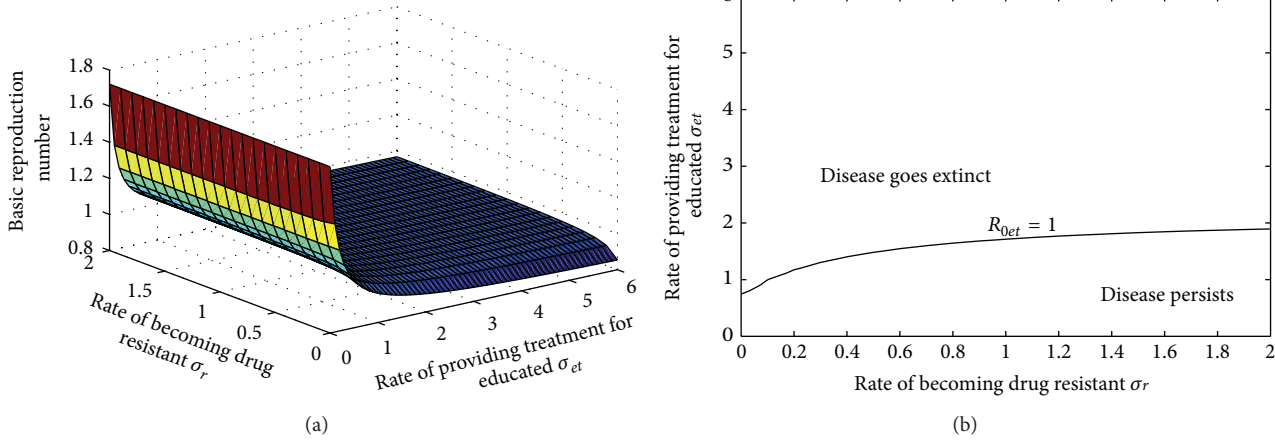 Basic reproduction
number
1.8
1.6
1.4
1.2
1
0.8
2
1.5
1
0.5
0
Rate of becoming drug
resistant σr
0
1
2
3
4
5
6
Rate of providing treatment for
educated σet
(a)
Rate of providing treatment for
educated σet
5
4
3
2
1
0
Disease goes extinct
R0et = 1
Disease persists
0 0.2 0.4 0.6 0.8 1 1.2 1.4 1.6 1.8 2
Rate of becoming drug resistant σr
(b)